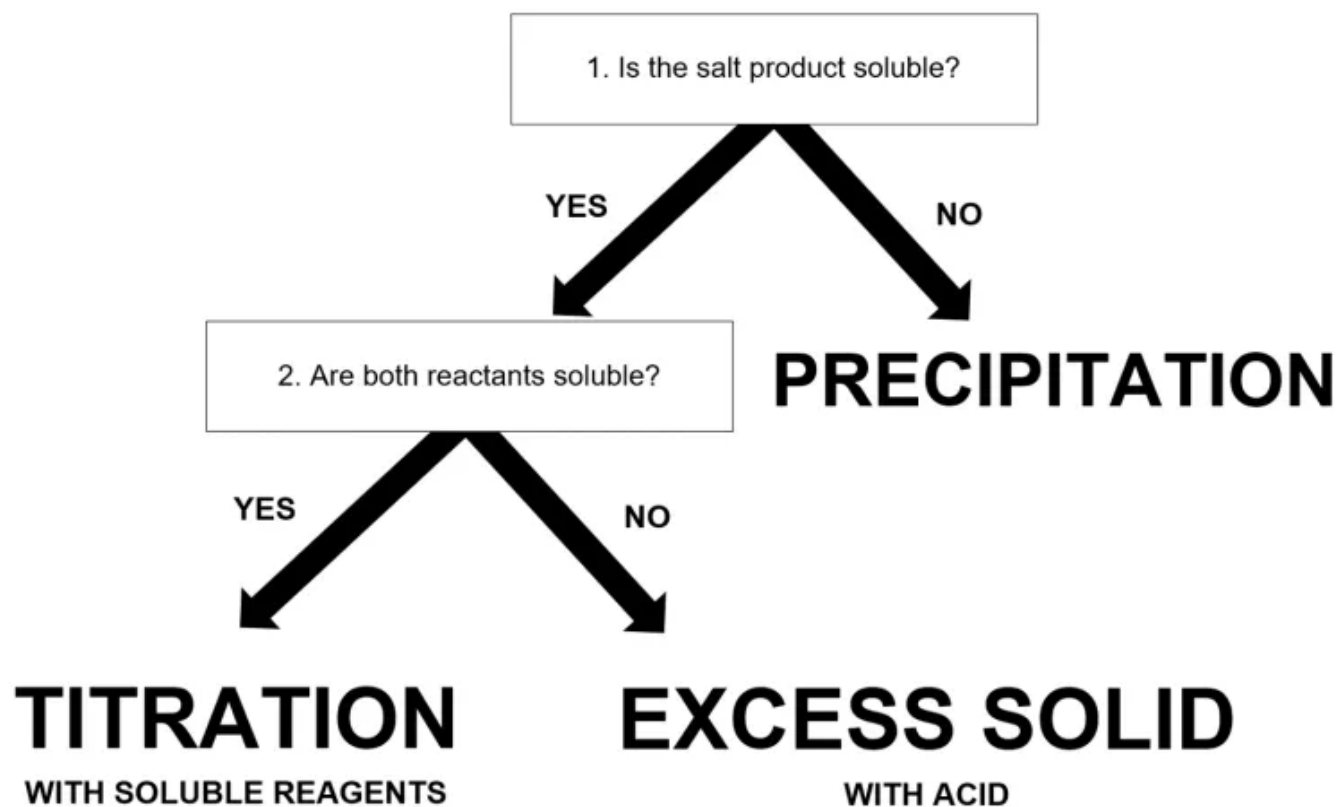 1. Is the salt product soluble?
YES
NO
2. Are both reactants soluble?
PRECIPITATION
YES
NO
TITRATION
WITH SOLUBLE REAGENTS
EXCESS SOLID
WITH ACID